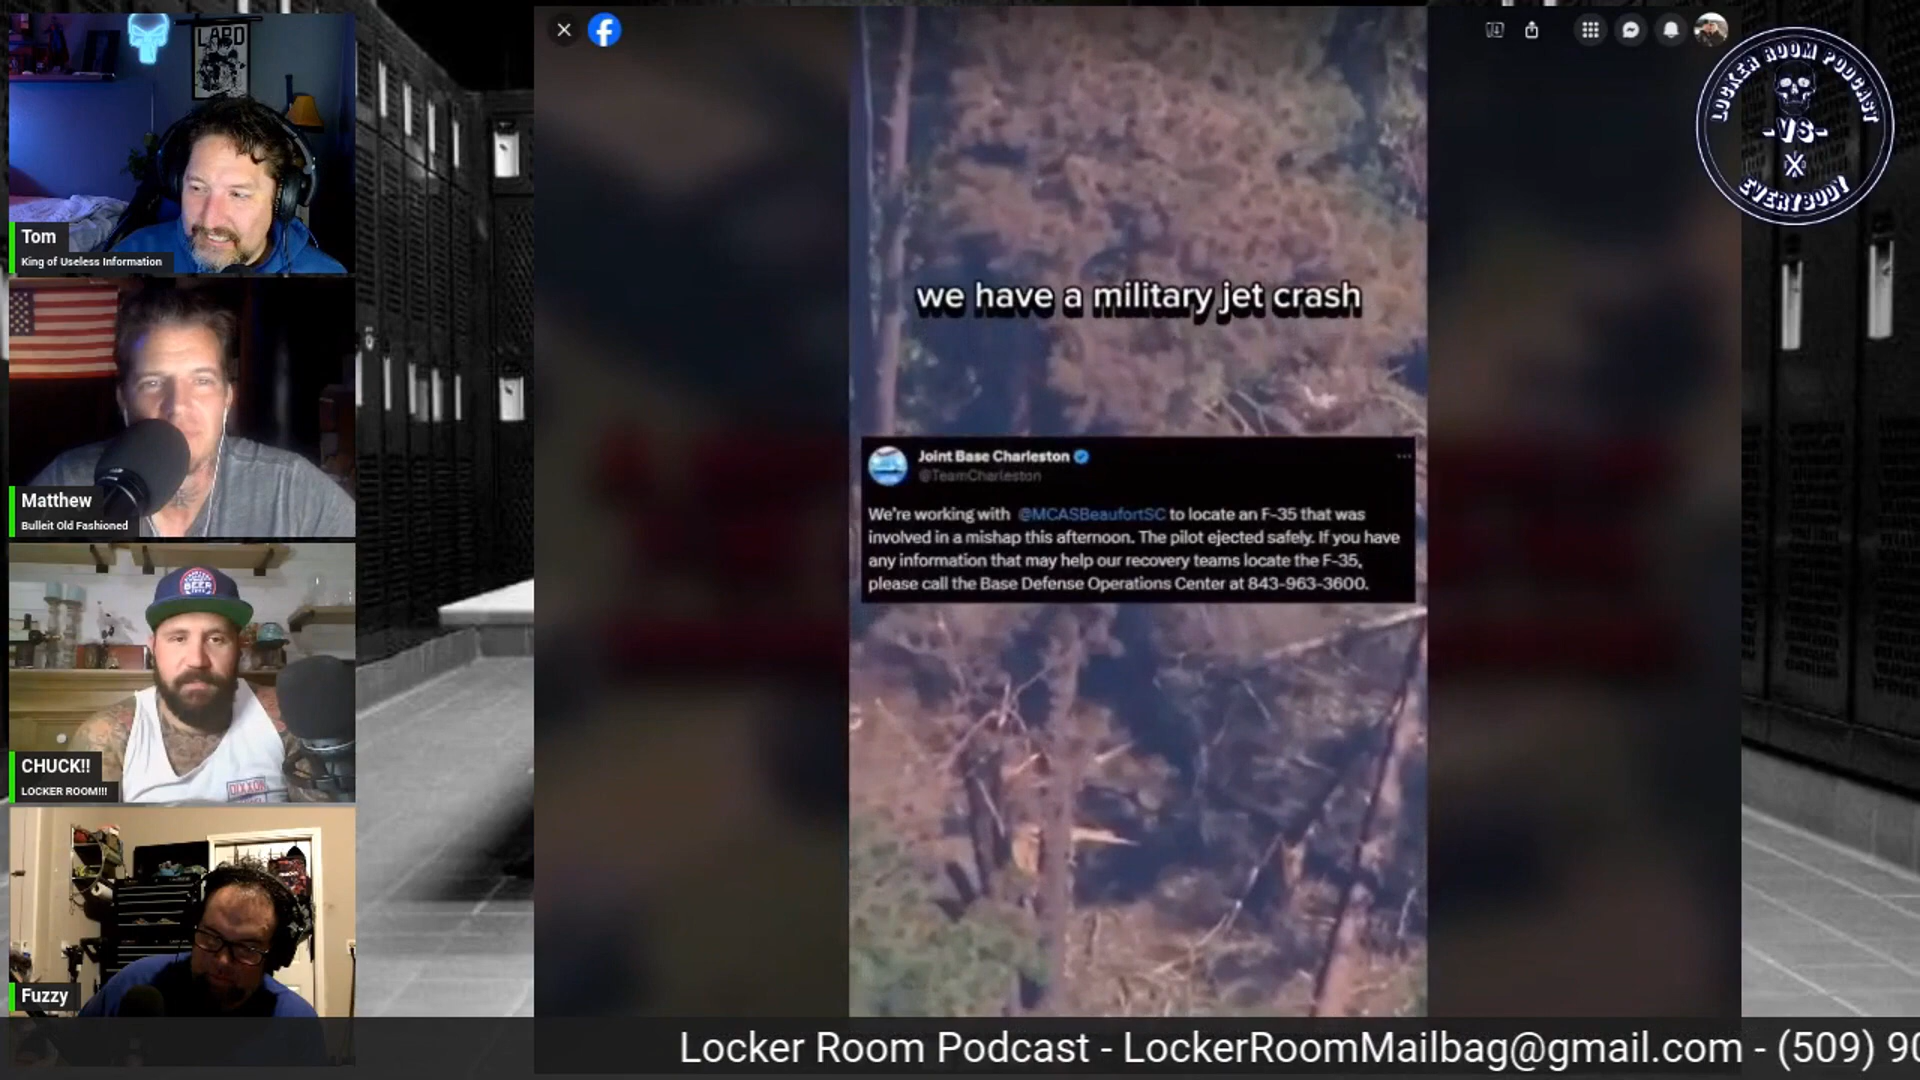 LAPD
Tom
King of Useless Information
Matthew
Bulleit Old Fashioned
BEER
CHUCK!!
LOCKER ROOM!!!
DIXXON
Fuzzy
we have a military jet crash
Joint Base Charleston
@TeamCharleston
We're working with @MCASBeaufortSC to locate an F-35 that was
involved in a mishap this afternoon. The pilot ejected safely. If you have
any information that may help our recovery teams locate the F-35,
please call the Base Defense Operations Center at 843-963-3600.
LOCKER ROOM PODCAST
-VS-
EVERYBODY
Locker Room Podcast - LockerRoomMailbag@gmail.com - (509) 90